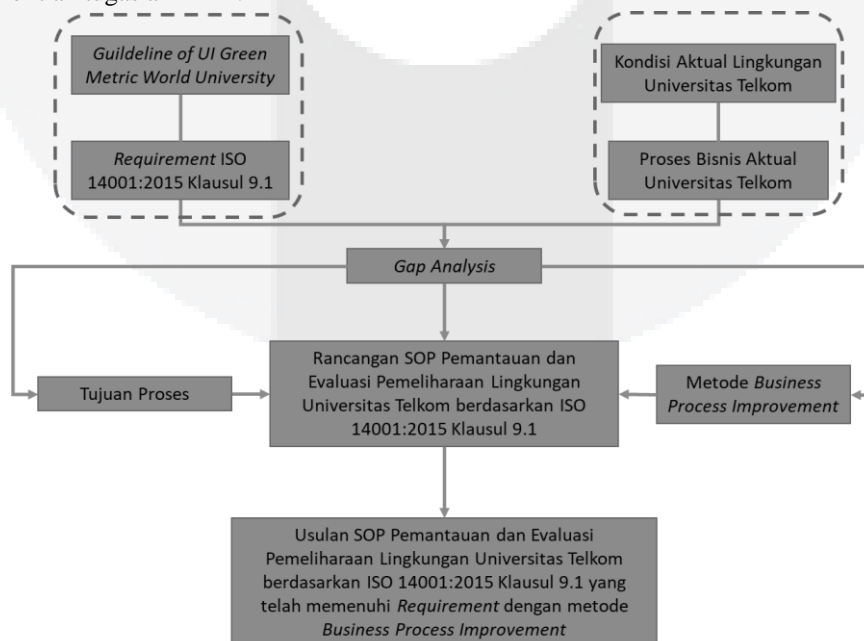 Guildeline of UI Green
Metric World University
Requirement ISO
14001:2015 Klausul 9.1
Kondisi Aktual Lingkungan
Universitas Telkom
Proses Bisnis Aktual
Universitas Telkom
Gap Analysis
Tujuan Proses
Rancangan SOP Pemantauan dan
Evaluasi Pemeliharaan Lingkungan
Universitas Telkom berdasarkan ISO
14001:2015 Klausul 9.1
Metode Business
Process Improvement
Usulan SOP Pemantauan dan Evaluasi
Pemeliharaan Lingkungan Universitas Telkom
berdasarkan ISO 14001:2015 Klausul 9.1 yang
telah memenuhi Requirement dengan metode
Business Process Improvement